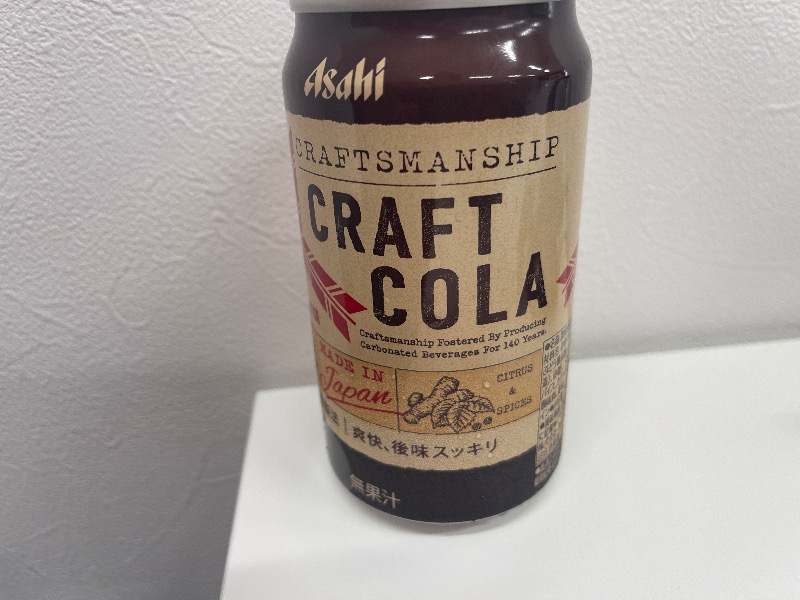 Asahi
CRAFTSMANSHIP
CRAFT
COLA
Craftsmanship Fostered By Producing
Carbonated Beverages For 140 Years.
MADE IN
Japan
CITRUS
&
SPICES
爽快、後味スッキリ
無果汁